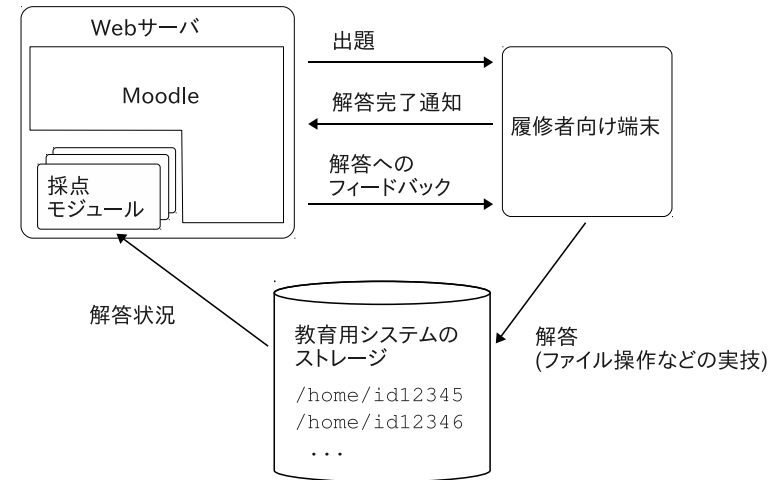 Webサーバ
Moodle
採点
モジュール
出題
解答完了通知
解答への
フィードバック
履修者向け端末
解答状況
教育用システムの
ストレージ
/home/id12345
/home/id12346
...
解答
(ファイル操作などの実技)